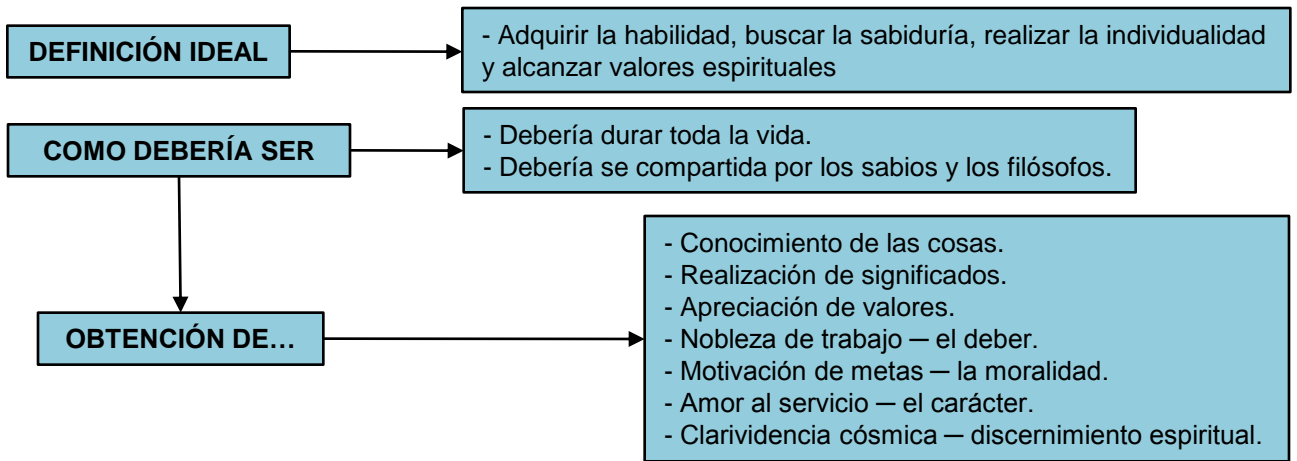 DEFINICIÓN IDEAL
- Adquirir la habilidad, buscar la sabiduría, realizar la individualidad
y alcanzar valores espirituales
COMO DEBERÍA SER
- Debería durar toda la vida.
- Debería se compartida por los sabios y los filósofos.
OBTENCIÓN DE…
- Conocimiento de las cosas.
- Realización de significados.
- Apreciación de valores.
- Nobleza de trabajo — el deber.
- Motivación de metas — la moralidad.
- Amor al servicio — el carácter.
- Clarividencia cósmica — discernimiento espiritual.